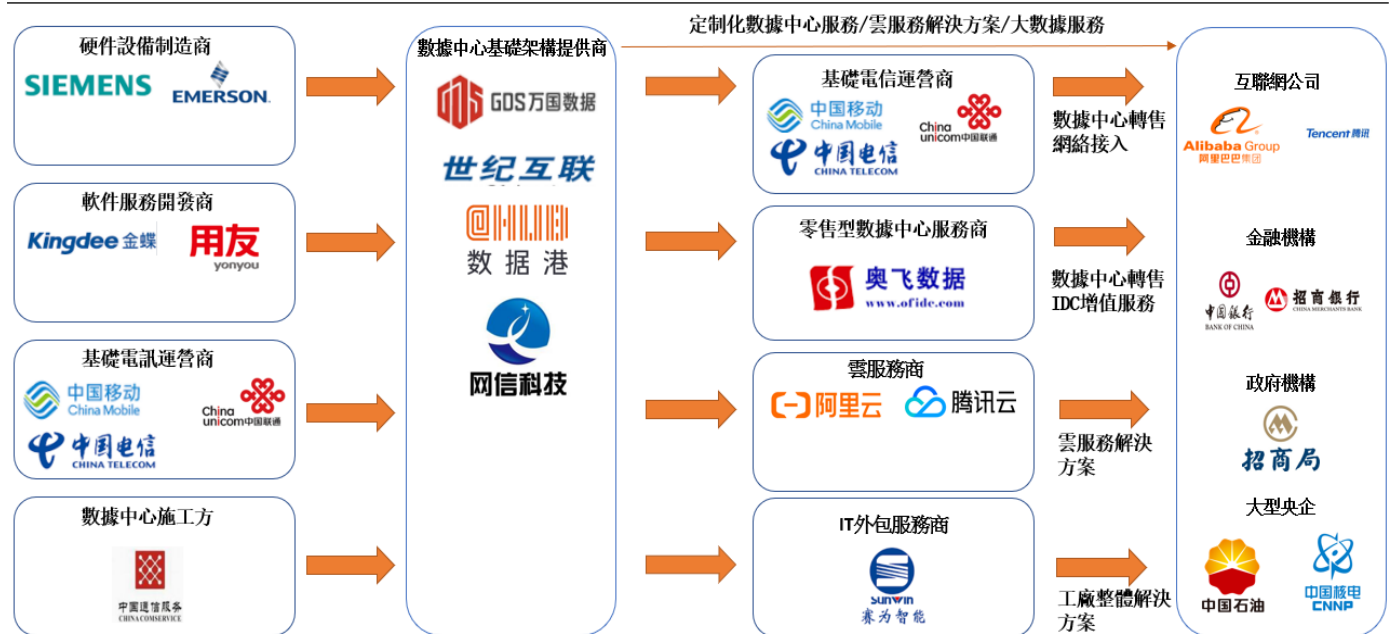 定制化數據中心服務/雲服務解決方案/大數據服務
硬件設備制造商
SIEMENS
EMERSON.
軟件服務開發商
Kingdee 金蝶
用友
yonyou
基礎電訊運營商
中国移动
China Mobile
China
unicom中国联通
中国电信
CHINA TELECOM
數據中心施工方
中国通信服务
CHINA COMSERVICE
數據中心基礎架構提供商
GDS 万国数据
世纪互联
@HUB
数据港
网信科技
基礎電信運營商
中国移动
China Mobile
China
unicom中国联通
中国电信
CHINA TELECOM
零售型數據中心服務商
奥飞数据
www.ofidc.com
雲服務商
阿里云
腾讯云
IT外包服務商
sunwin
赛为智能
數據中心轉售
網絡接入
數據中心轉售
IDC增值服務
雲服務解決
方案
工廠整體解決
方案
互聯網公司
Alibaba Group
阿里巴巴集团
Tencent 腾讯
金融機構
中国银行
BANK OF CHINA
招商银行
CHINA MERCHANTS BANK
政府機構
招商局
大型央企
中国石油
中国核电
CNNP